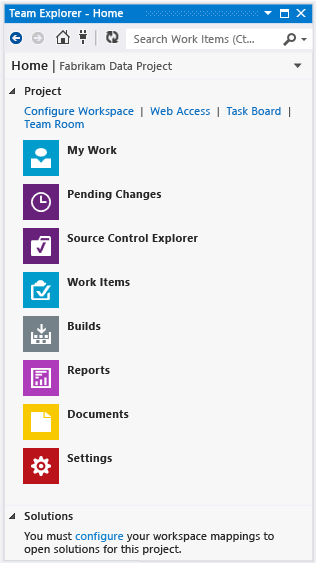 Team Explorer - Home
Search Work Items (Ct...
Home | Fabrikam Data Project
Project
Configure Workspace | Web Access | Task Board |
Team Room
My Work
Pending Changes
Source Control Explorer
Work Items
Builds
Reports
Documents
Settings
Solutions
You must configure your workspace mappings to
open solutions for this project.